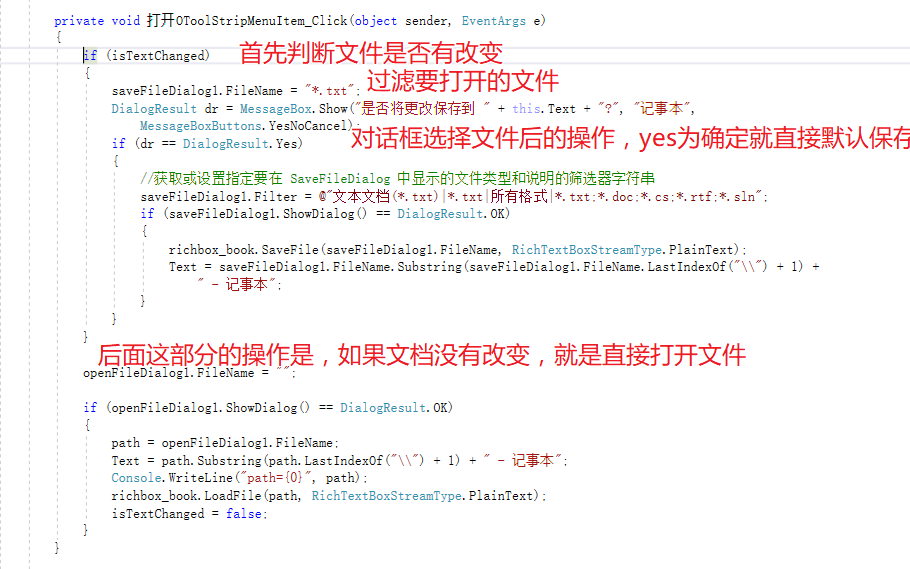 private void 打开OToolStripMenuItem_Click(object sender, EventArgs e)
{
if (isTextChanged) 首先判断文件是否有改变
{
saveFileDialog1.FileName = "*.txt"; 过滤要打开的文件
DialogResult dr = MessageBox.Show("是否将更改保存到 " + this.Text + "?", "记事本",
MessageBoxButtons.YesNoCancel);
if (dr == DialogResult.Yes) 对话框选择文件后的操作，yes为确定就直接默认保存
{
//获取或设置指定要在 SaveFileDialog 中显示的文件类型和说明的筛选器字符串
saveFileDialog1.Filter = @"文本文档(*.txt)|*.txt|所有格式|*.txt;*.doc;*.cs;*.rtf;*.sln";
if (saveFileDialog1.ShowDialog() == DialogResult.OK)
{
richbox_book.SaveFile(saveFileDialog1.FileName, RichTextBoxStreamType.PlainText);
Text = saveFileDialog1.FileName.Substring(saveFileDialog1.FileName.LastIndexOf("\\") + 1) +
" - 记事本";
}
}
}
后面这部分的操作是，如果文档没有改变，就是直接打开文件
openFileDialog1.FileName = "";
if (openFileDialog1.ShowDialog() == DialogResult.OK)
{
path = openFileDialog1.FileName;
Text = path.Substring(path.LastIndexOf("\\") + 1) + " - 记事本";
Console.WriteLine("path={0}", path);
richbox_book.LoadFile(path, RichTextBoxStreamType.PlainText);
isTextChanged = false;
}
}